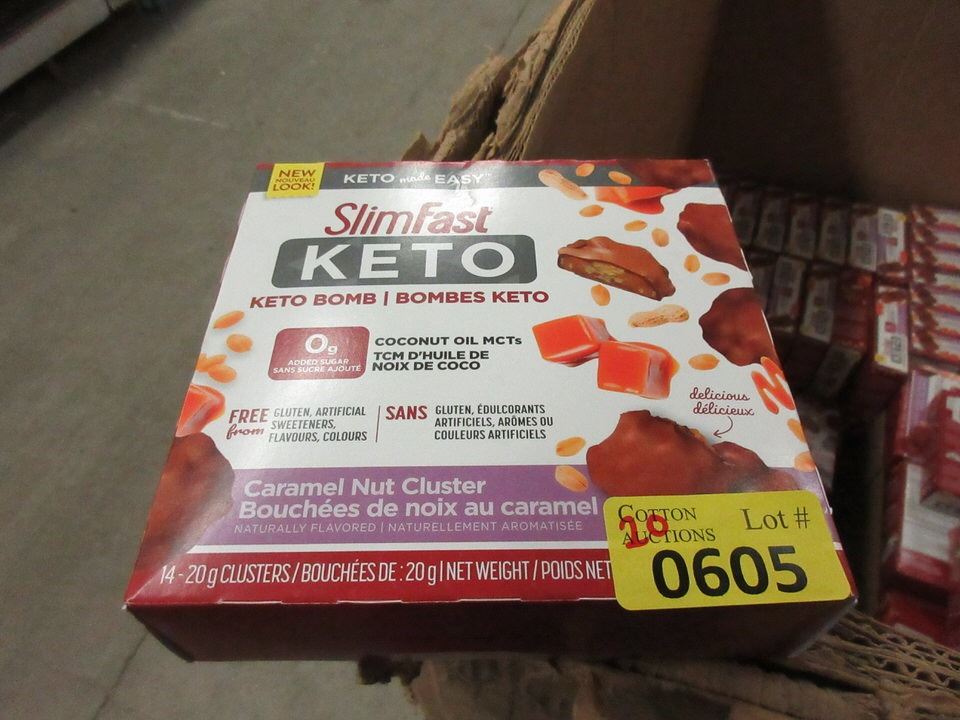 NEW
NOUVEAU
LOOK!
KETO made EASY™
SlimFast
KETO
KETO BOMB | BOMBES KETO
0g
ADDED SUGAR
SANS SUCRE AJOUTÉ
COCONUT OIL MCTs
TCM D'HUILE DE
NOIX DE COCO
FREE from
GLUTEN, ARTIFICIAL
SWEETENERS,
FLAVOURS, COLOURS
SANS
GLUTEN, ÉDULCORANTS
ARTIFICIELS, ARÔMES OU
COULEURS ARTIFICIELS
delicious
délicieux
Caramel Nut Cluster
Bouchées de noix au caramel
NATURALLY FLAVORED | NATURELLEMENT AROMATISÉE
14 - 20 g CLUSTERS / BOUCHÉES DE : 20 g | NET WEIGHT / POIDS NET
COTTON
AUCTIONS
20
Lot #
0605